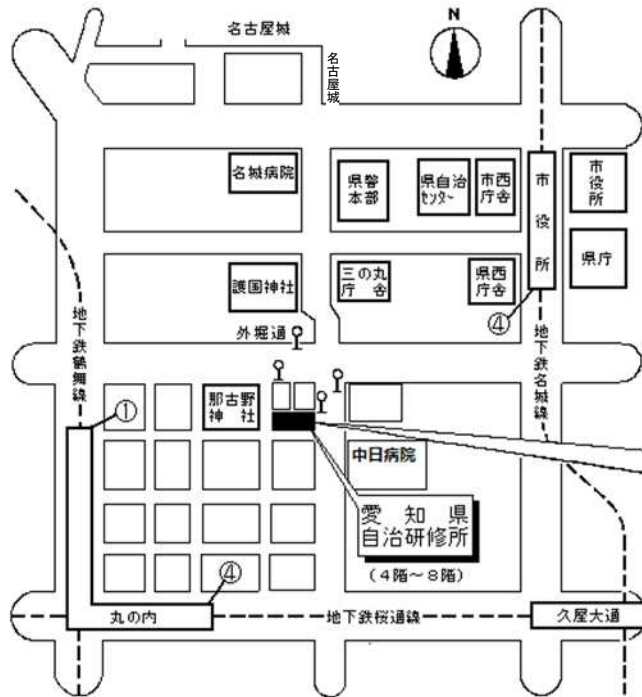 名古屋城
名古屋城
N
名城病院
県警
本部
県自治
センター
市西
庁舎
市役所
市
役
所
護国神社
三の丸
庁舎
県西
庁舎
県庁
地下鉄鶴舞線
外堀通
④
地下鉄名城線
①
那古野
神社
中日病院
愛知県
自治研修所
(4階～8階)
④
丸の内
地下鉄桜通線
久屋大通